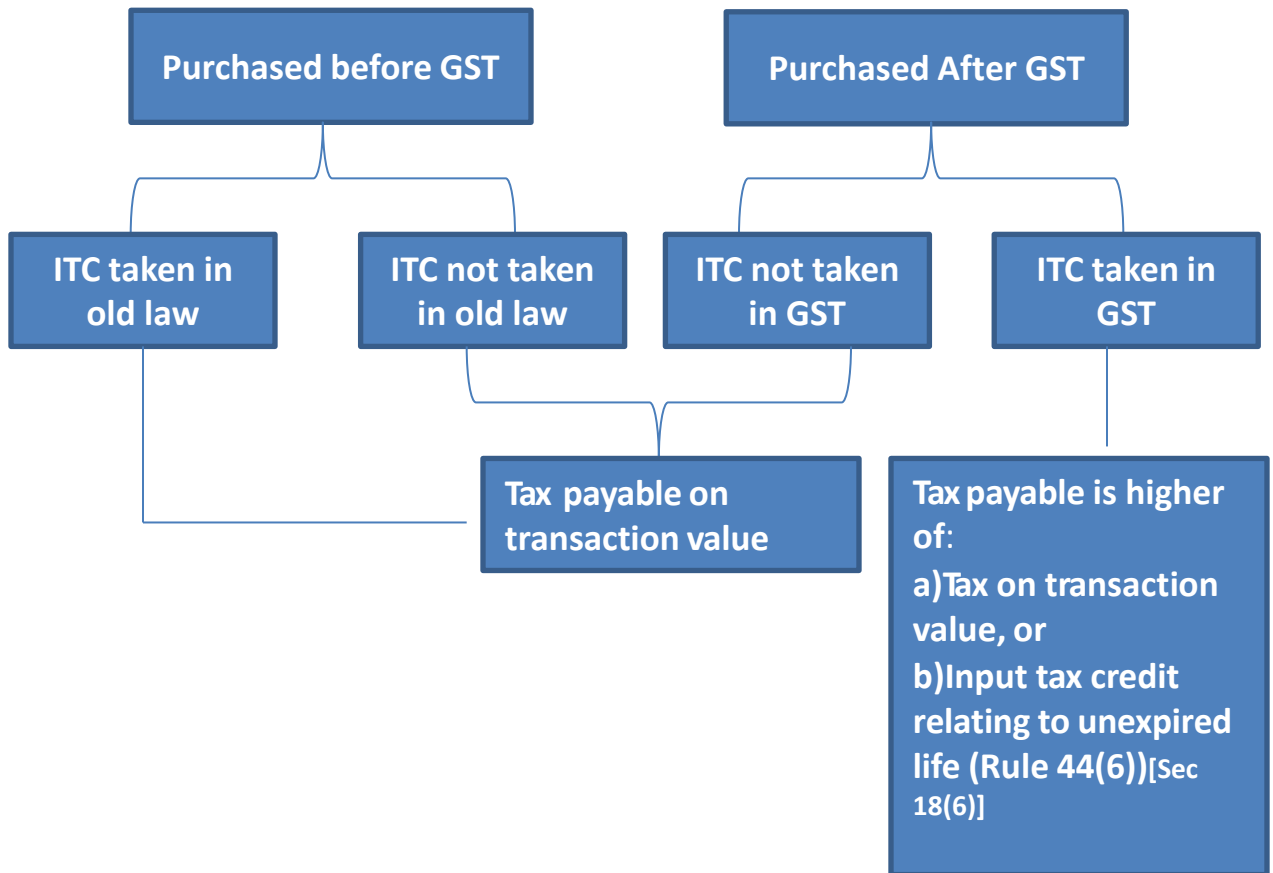 Purchased before GST
Purchased After GST
ITC taken in
old law
ITC not taken
in old law
ITC not taken
in GST
ITC taken in
GST
Tax payable on
transaction value
Tax payable is higher
of:
a)Tax on transaction
value, or
b)Input tax credit
relating to unexpired
life (Rule 44(6))[Sec
18(6)]